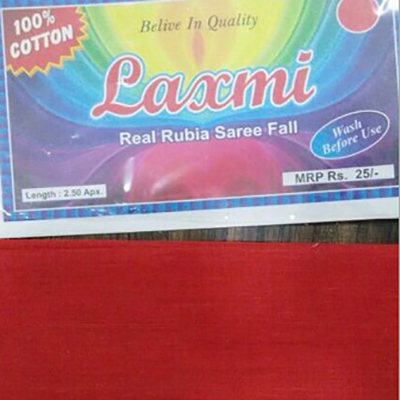 100%
COTTON
Belive In Quality
Laxmi
Real Rubia Saree Fall
Wash
Before Use
MRP Rs. 25/-
Length : 2.50 Apx.